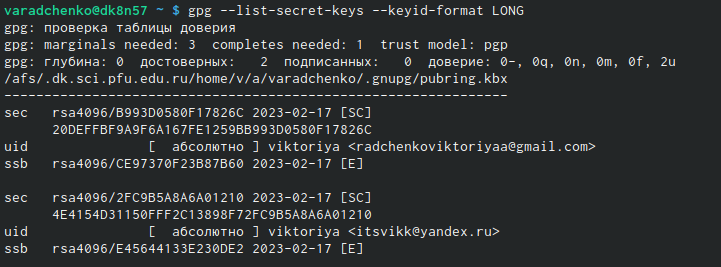 varadchenko@dk8n57 ~ $ gpg --list-secret-keys --keyid-format LONG
gpg: проверка таблицы доверия
gpg: marginals needed: 3  completes needed: 1  trust model: pgp
gpg: глубина: 0  достоверных:   2  подписанных:   0  доверие: 0-, 0q, 0n, 0m, 0f, 2u
/afs/.dk.sci.pfu.edu.ru/home/v/a/varadchenko/.gnupg/pubring.kbx
---------------------------------------------------------------
sec   rsa4096/B993D0580F17826C 2023-02-17 [SC]
      20DEFFBF9A9F6A167FE1259BB993D0580F17826C
uid              [  абсолютно ] viktoriya <radchenkoviktoriyaa@gmail.com>
ssb   rsa4096/CE97370F23B87B60 2023-02-17 [E]

sec   rsa4096/2FC9B5A8A6A01210 2023-02-17 [SC]
      4E4154D31150FFF2C13898F72FC9B5A8A6A01210
uid              [  абсолютно ] viktoriya <itsvikk@yandex.ru>
ssb   rsa4096/E45644133E230DE2 2023-02-17 [E]